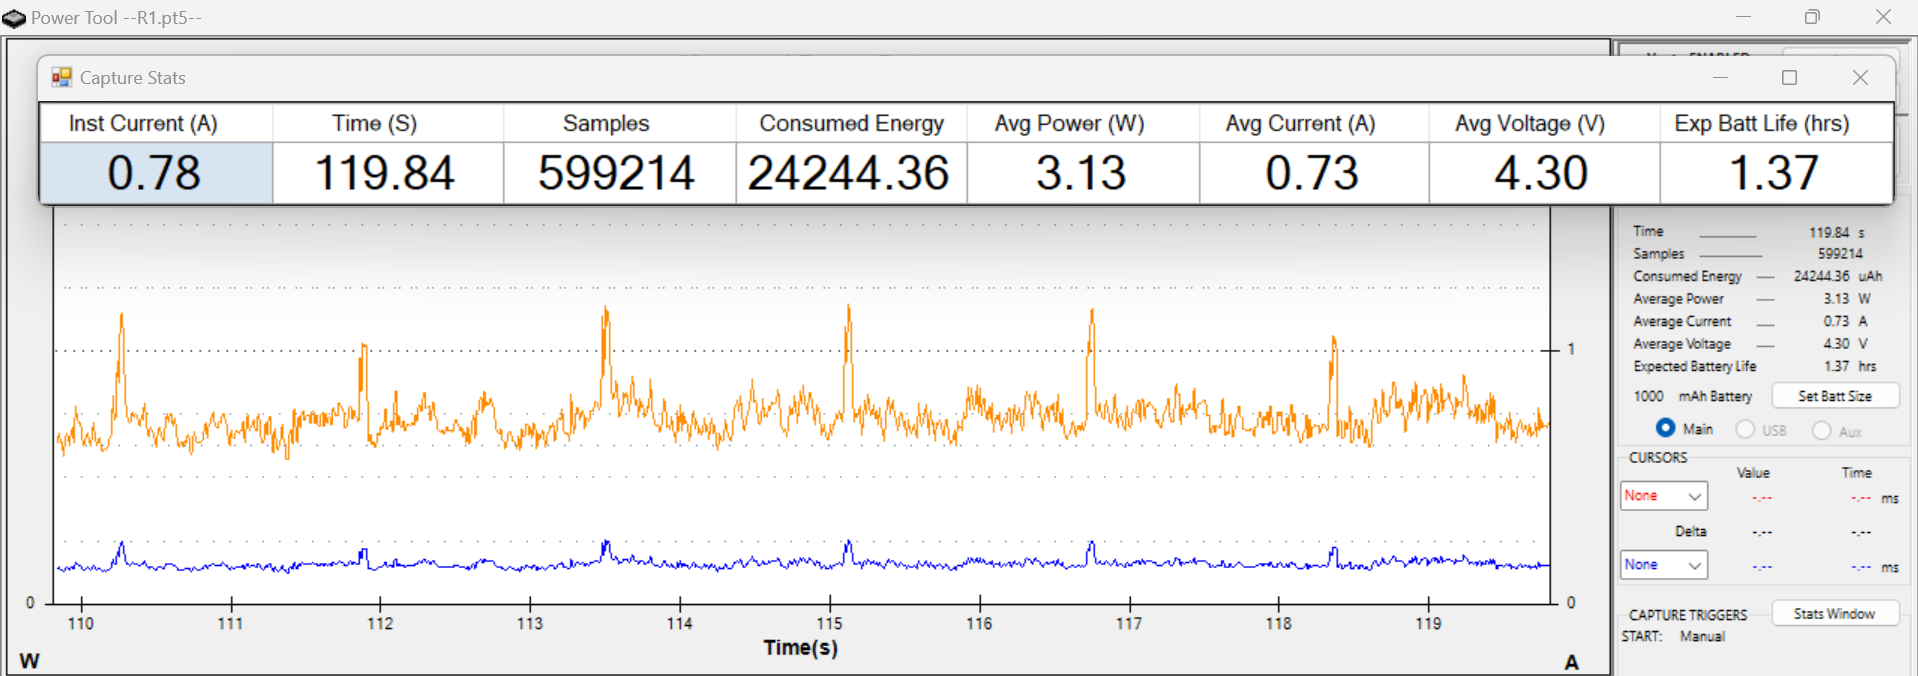 Power Tool --R1.pt5--
Capture Stats
Inst Current (A) Time (S) Samples Consumed Energy Avg Power (W) Avg Current (A) Avg Voltage (V) Exp Batt Life (hrs)
0.78 119.84 599214 24244.36 3.13 0.73 4.30 1.37
Time 119.84 s
Samples 599214
Consumed Energy 24244.36 uAh
Average Power 3.13 W
Average Current 0.73 A
Average Voltage 4.30 V
Expected Battery Life 1.37 hrs
1000 mAh Battery Set Batt Size
Main USB Aux
CURSORS
Value Time
None -.-- -.-- ms
Delta -.-- -.--
None -.-- -.-- ms
CAPTURE TRIGGERS Stats Window
START: Manual
1
0 0
110 111 112 113 114 115 116 117 118 119
Time(s)
W A